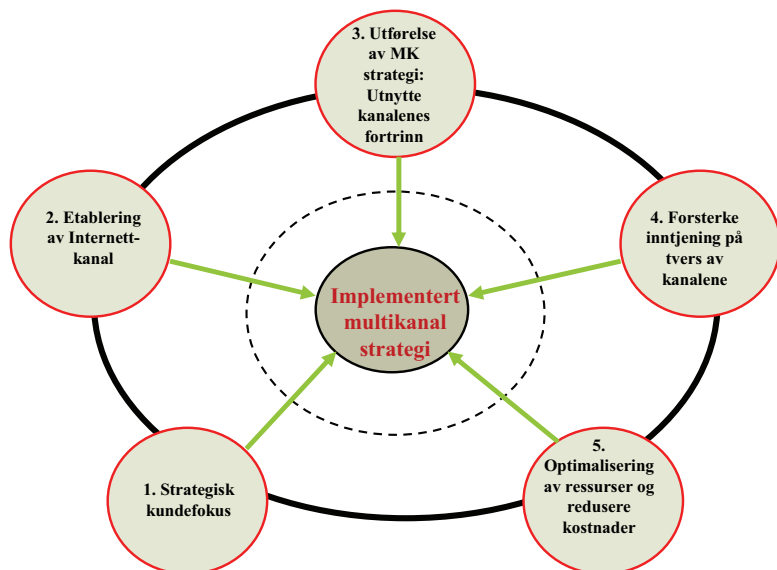 3. Utførelse
av MK
strategi:
Utnytte
kanalenes
fortrinn
2. Etablering
av Internett-
kanal
4. Forsterke
inntjening på
tvers av
kanalene
Implementert
multikanal
strategi
1. Strategisk
kundefokus
5.
Optimalisering
av ressurser og
redusere
kostnader